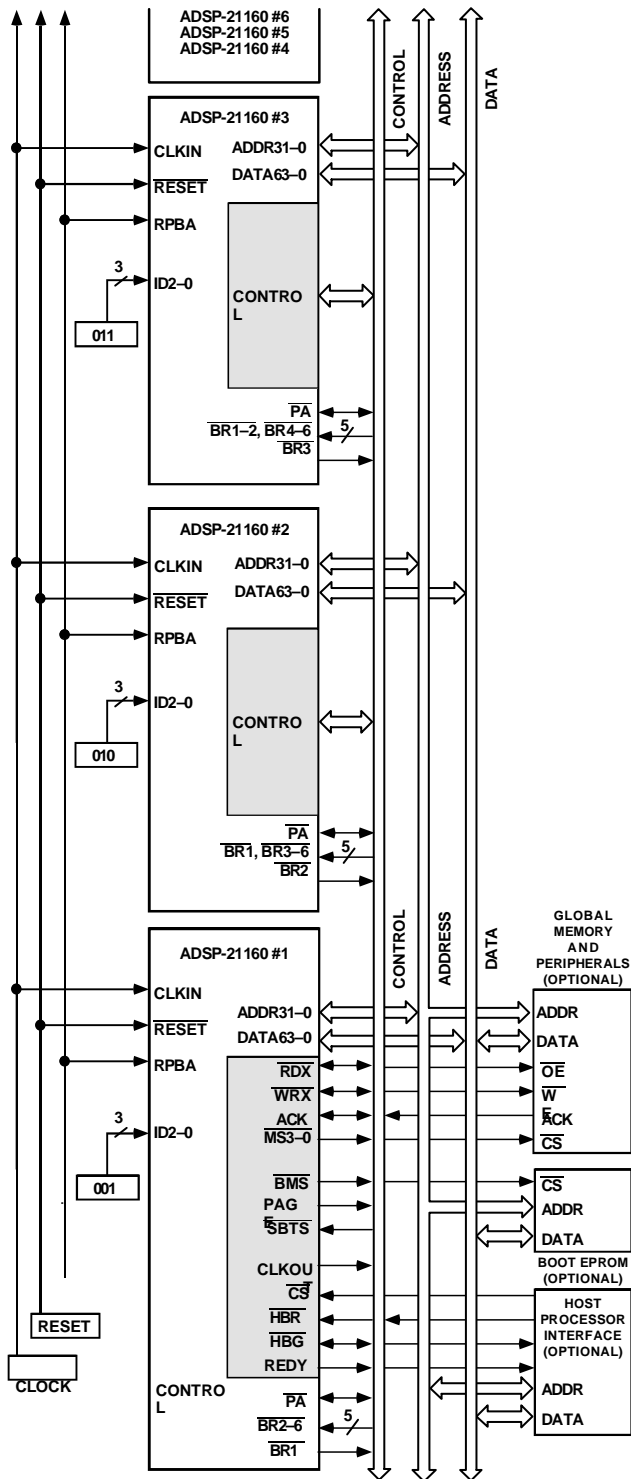 ADSP-21160 #6
ADSP-21160 #5
ADSP-21160 #4
CONTROL
ADDRESS
DATA
ADSP-21160 #3
CLKIN
ADDR31–0
RESET
DATA63–0
RPBA
3
ID2–0
011
CONTRO
L
PA
BR1–2, BR4–6
5
BR3
ADSP-21160 #2
CLKIN
ADDR31–0
RESET
DATA63–0
RPBA
3
ID2–0
010
CONTRO
L
PA
BR1, BR3–6
5
BR2
CONTROL
ADDRESS
DATA
ADSP-21160 #1
CLKIN
ADDR31–0
RESET
DATA63–0
RPBA
3
ID2–0
001
RDX
WRX
ACK
MS3–0
BMS
PAG
E
SBTS
CLKOU
T
CS
HBR
HBG
REDY
CONTRO
L
PA
BR2–6
5
BR1
GLOBAL
MEMORY
AND
PERIPHERALS
(OPTIONAL)
ADDR
DATA
OE
W
E
ACK
CS
CS
ADDR
DATA
BOOT EPROM
(OPTIONAL)
HOST
PROCESSOR
INTERFACE
(OPTIONAL)
ADDR
DATA
RESET
CLOCK